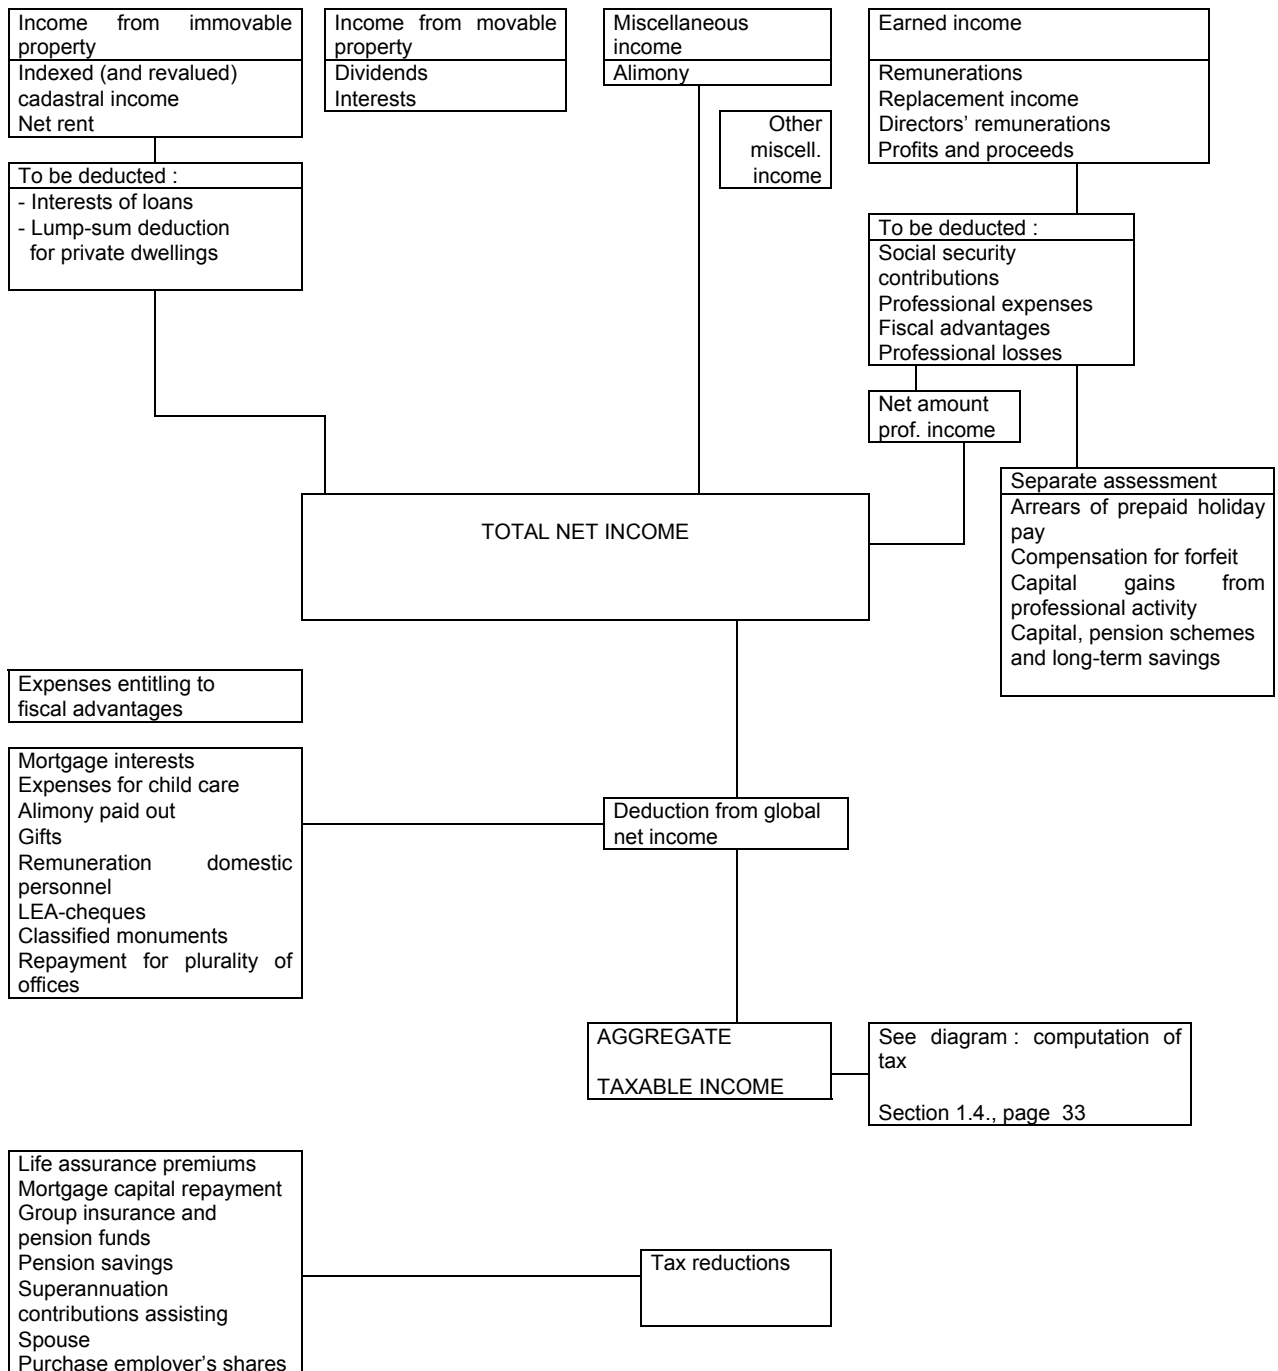 Income from immovable
property
Indexed (and revalued)
cadastral income
Net rent
Income from movable
property
Dividends
Interests
Miscellaneous
income
Alimony
Other
miscell.
income
Earned income
Remunerations
Replacement income
Directors' remunerations
Profits and proceeds
To be deducted :
- Interests of loans
- Lump-sum deduction
for private dwellings
To be deducted :
Social security
contributions
Professional expenses
Fiscal advantages
Professional losses
Net amount
prof. income
Separate assessment
Arrears of prepaid holiday
pay
Compensation for forfeit
Capital gains from
professional activity
Capital, pension schemes
and long-term savings
TOTAL NET INCOME
Expenses entitling to
fiscal advantages
Mortgage interests
Expenses for child care
Alimony paid out
Gifts
Remuneration domestic
personnel
LEA-cheques
Classified monuments
Repayment for plurality of
offices
Deduction from global
net income
AGGREGATE
TAXABLE INCOME
See diagram : computation of
tax
Section 1.4., page 33
Life assurance premiums
Mortgage capital repayment
Group insurance and
pension funds
Pension savings
Superannuation
contributions assisting
Spouse
Purchase employer's shares
Tax reductions